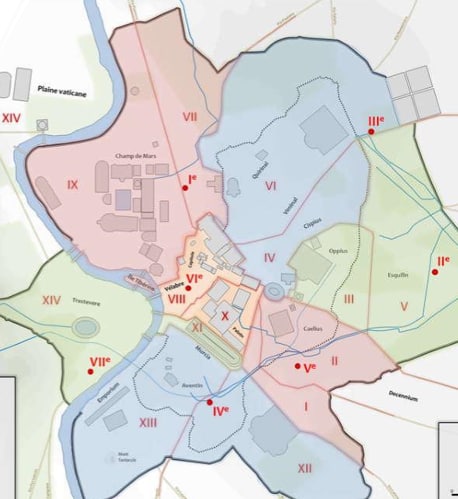 Plaine vaticane
XIV
VII
IIIᵉ
Champ de Mars
IX
Iᵉ
Quirinal
VI
Viminal
Cispius
IV
Oppius
Esquilin
IIᵉ
Capitole
Île Tibérine
Vélabre
VIᵉ
VIII
III
V
XIV
Trastevere
X
Palatin
XI
Murcia
Caelius
II
Vᵉ
VIIᵉ
Decennium
Emporium
Aventin
IVᵉ
I
XIII
Mont
Testaccio
XII